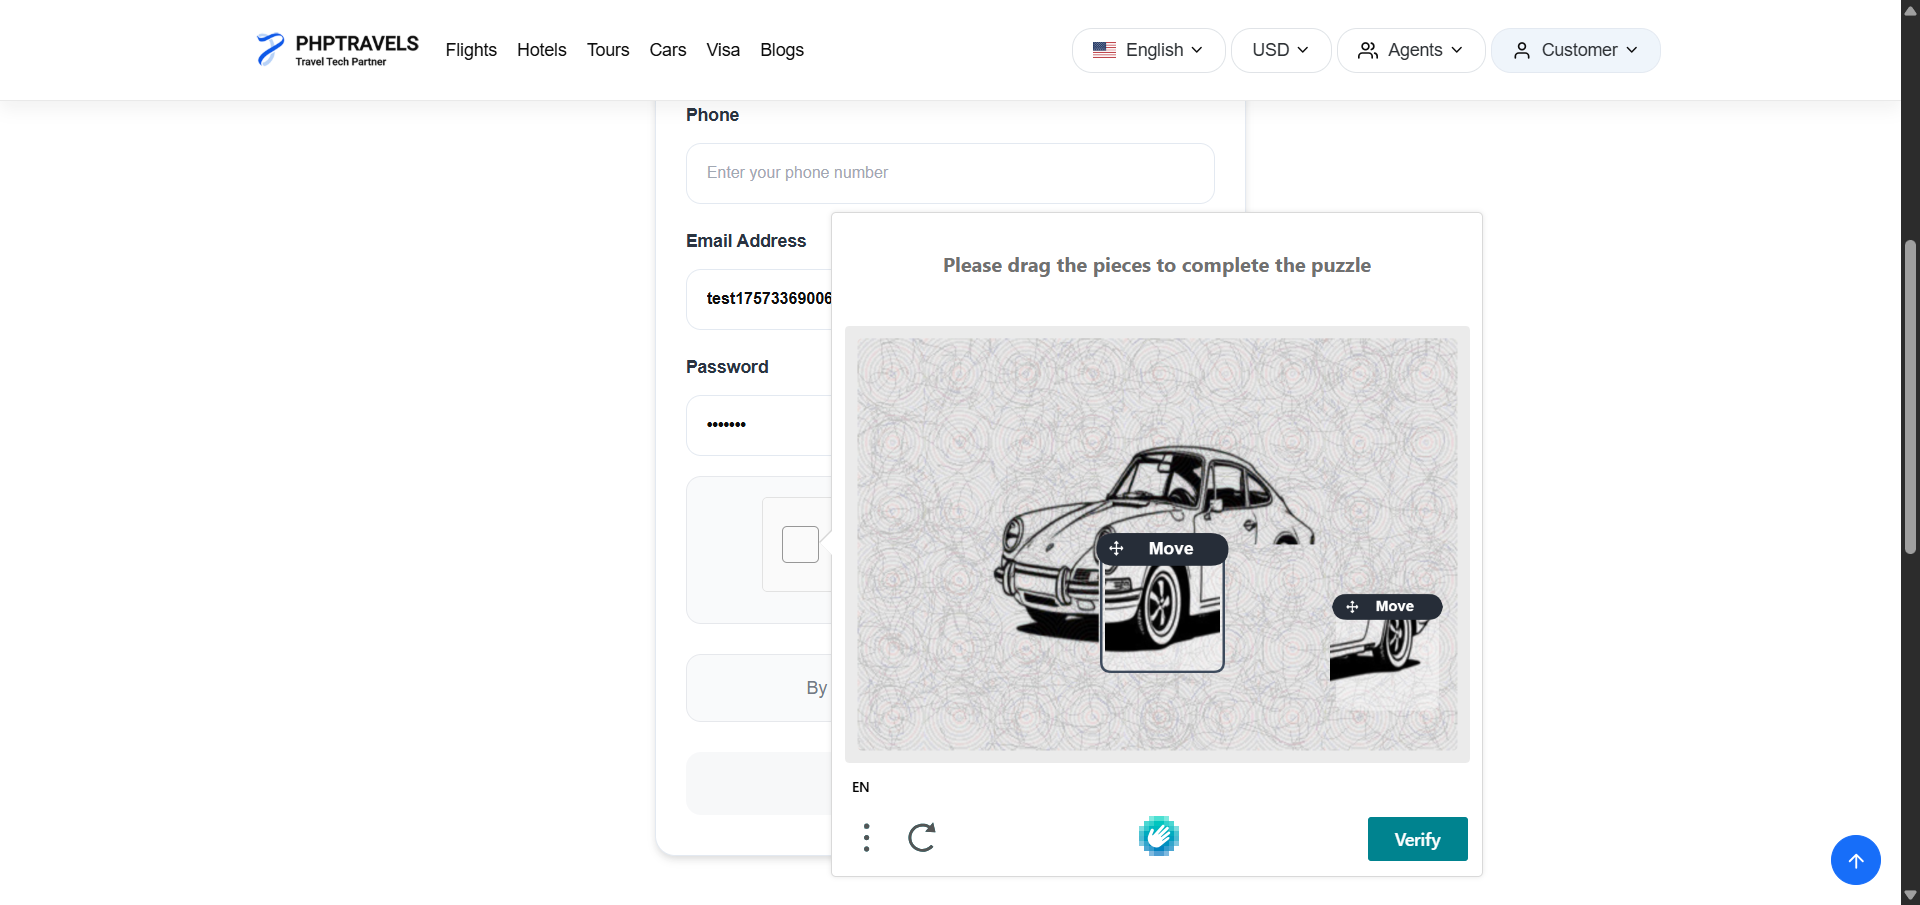 PHPTRAVELS
Travel Tech Partner
Flights Hotels Tours Cars Visa Blogs
English USD Agents Customer
Phone
Enter your phone number
Email Address
test17573369006
Password
By
Please drag the pieces to complete the puzzle
Move
Move
EN
Verify